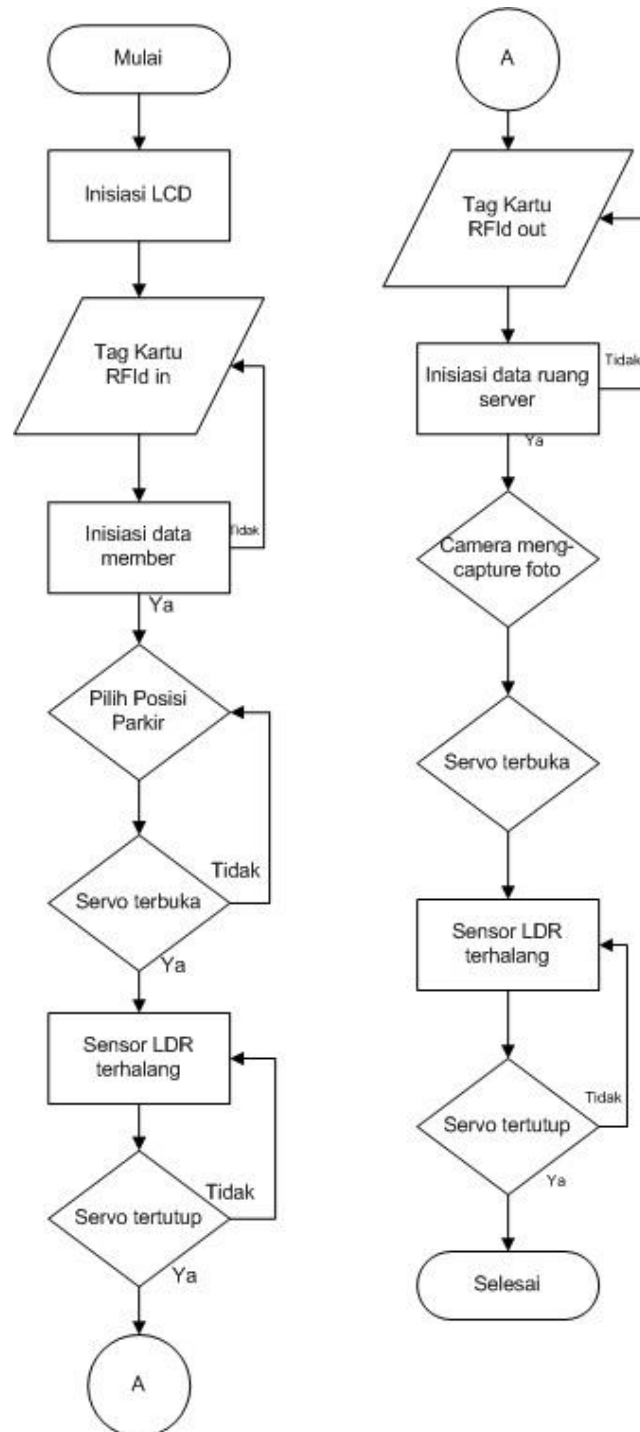 Mulai
Inisiasi LCD
Tag Kartu
RFId in
Inisiasi data
member
Tidak
Ya
Pilih Posisi
Parkir
Servo terbuka
Tidak
Ya
Sensor LDR
terhalang
Servo tertutup
Tidak
Ya
A
A
Tag Kartu
RFId out
Inisiasi data ruang
server
Tidak
Ya
Camera meng-
capture foto
Servo terbuka
Sensor LDR
terhalang
Servo tertutup
Tidak
Ya
Selesai